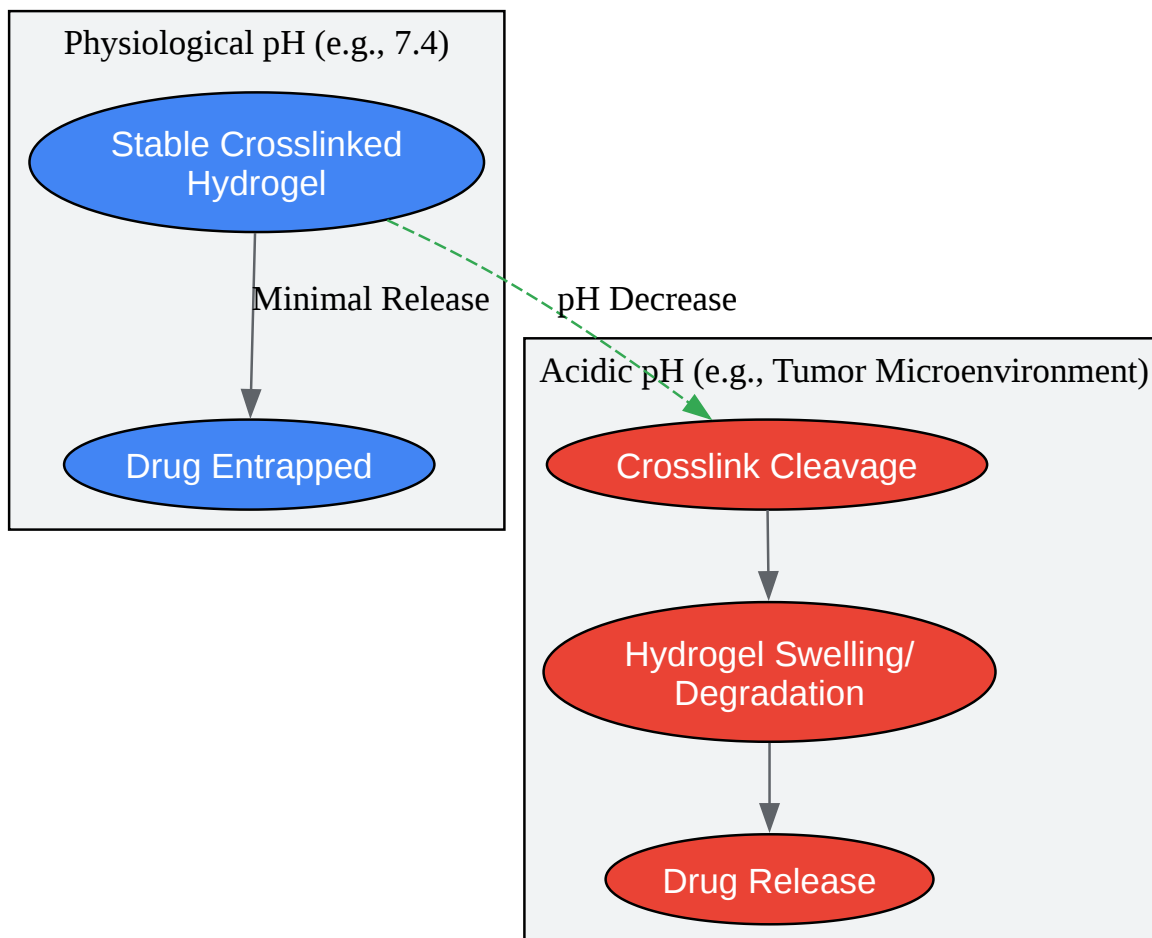 Physiological pH (e.g., 7.4)
Stable Crosslinked
Hydrogel
Minimal Release
pH Decrease
Drug Entrapped
Acidic pH (e.g., Tumor Microenvironment)
Crosslink Cleavage
Hydrogel Swelling/
Degradation
Drug Release